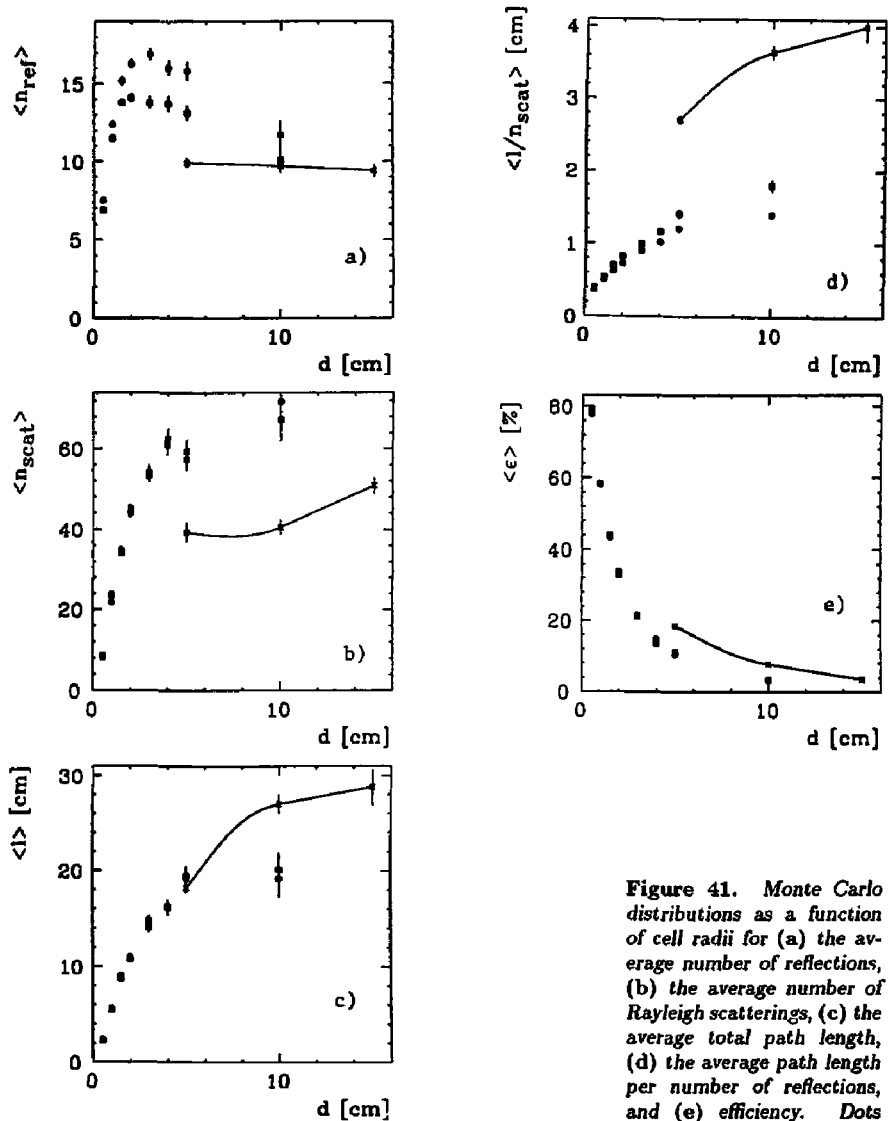 <n_ref>
15
10
5
0
a)
0
10
d [cm]
<n_scat>
60
40
20
0
b)
0
10
d [cm]
<l> [cm]
30
20
10
0
c)
0
10
d [cm]
<l/n_scat> [cm]
4
3
2
1
0
d)
0
10
d [cm]
<ϵ> [%]
80
60
40
20
0
e)
0
10
d [cm]
Figure 41. Monte Carlo
distributions as a function
of cell radii for (a) the av-
erage number of reflections,
(b) the average number of
Rayleigh scatterings, (c) the
average total path length,
(d) the average path length
per number of reflections,
and (e) efficiency. Dots